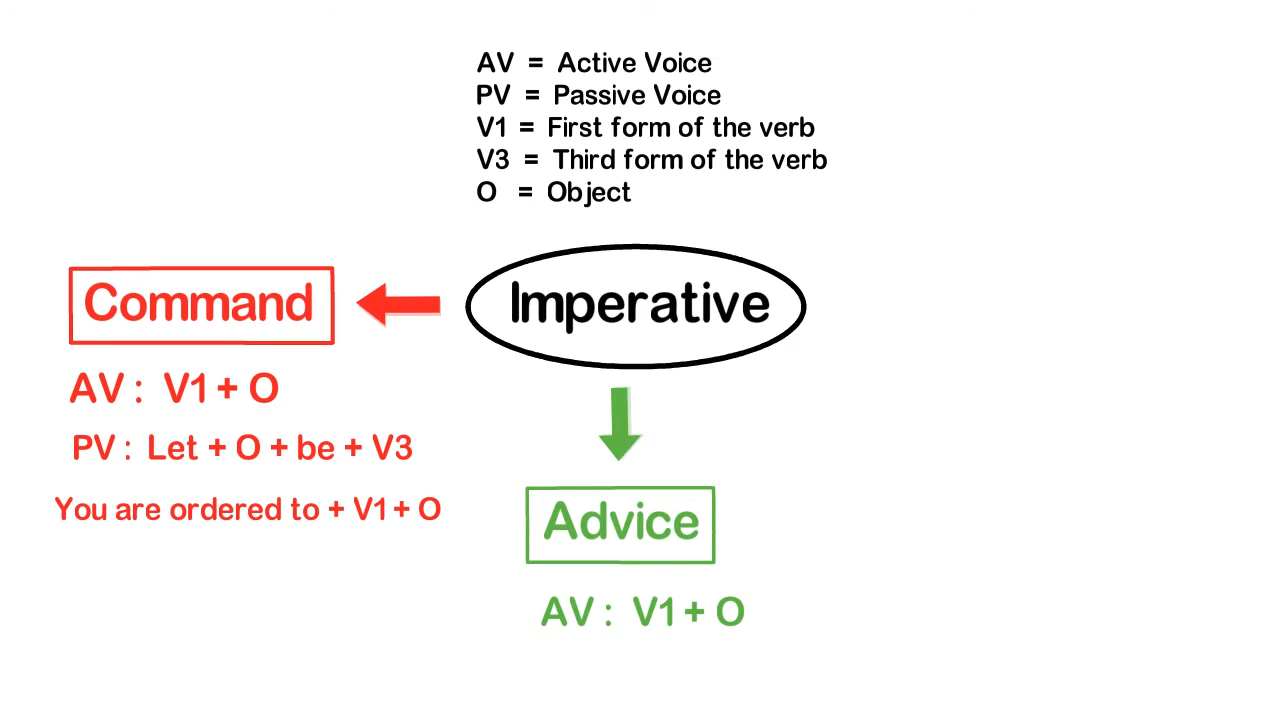 AV = Active Voice
PV = Passive Voice
V1 = First form of the verb
V3 = Third form of the verb
O = Object
Imperative
Command
AV : V1 + O
PV : Let + O + be + V3
You are ordered to + V1 + O
Advice
AV : V1 + O